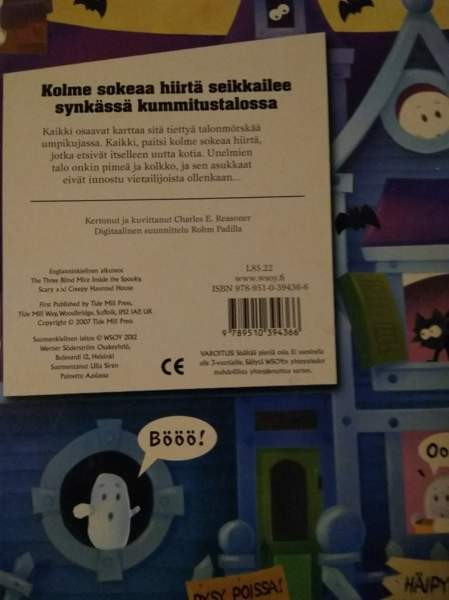 Kolme sokeaa hiirtä seikkailee
synkässä kummitustalossa
Kaikki osaavat karttaa sitä tiettyä talonmörskää
umpikujassa. Kaikki, paitsi kolme sokeaa hiirtä,
jotka etsivät itselleen uutta kotia. Unelmien
talo onkin pimeä ja kolkko, ja sen asukkaat
eivät innostu vierailijoista ollenkaan...
Kertonut ja kuvittanut Charles E. Reasoner
Digitaalinen suunnittelu Rohm Padilla
Englanninkielinen alkuteos
The Three Blind Mice Inside the Spooky,
Scary and Creepy Haunted House
First Published by Tide Mill Press,
Tide Mill Way, Woodbridge, Suffolk, IP12 1AP, UK
Copyright © 2007 Tide Mill Press
Suomenkielinen laitos © WSOY 2012
Werner Söderström Osakeyhtiö,
Bulevardi 12, Helsinki
Suomentanut Ulla Siren
Painettu Aasiassa
CE
L85.22
www.wsoy.fi
ISBN 978-951-0-39436-6
9 789510 394366
VAROITUS! Sisältää pieniä osia. Ei suositella
alle 3-vuotiaille. Säilytä WSOY:n yhteystiedot
mahdollista yhteydenottoa varten.
Bööö!
Oo
PYSY POISSA!
HÄIPY